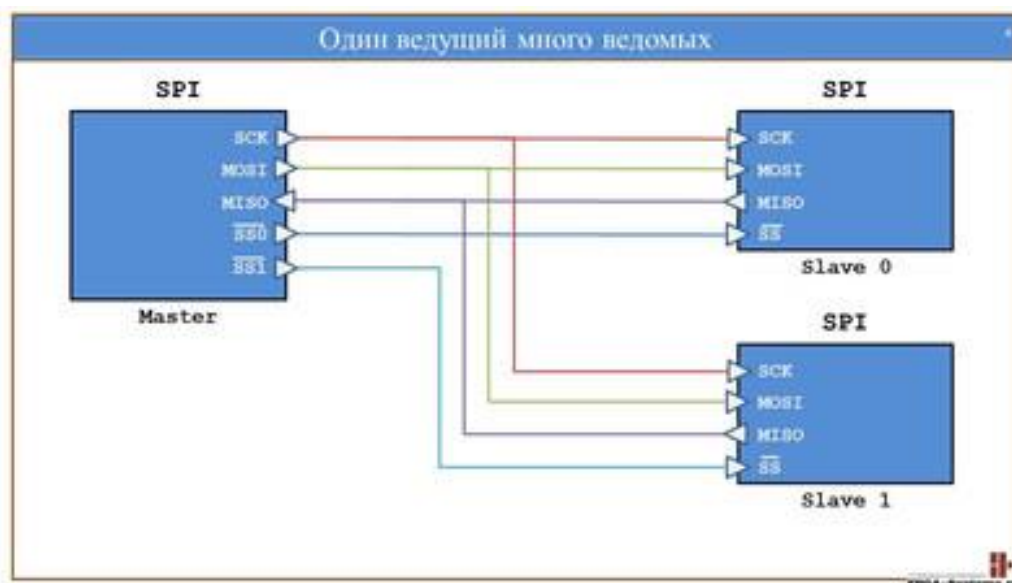 Один ведущий много ведомых
SPI
SCK
MOSI
MISO
SS0
SS1
Master
SPI
SCK
MOSI
MISO
SS
Slave 0
SPI
SCK
MOSI
MISO
SS
Slave 1